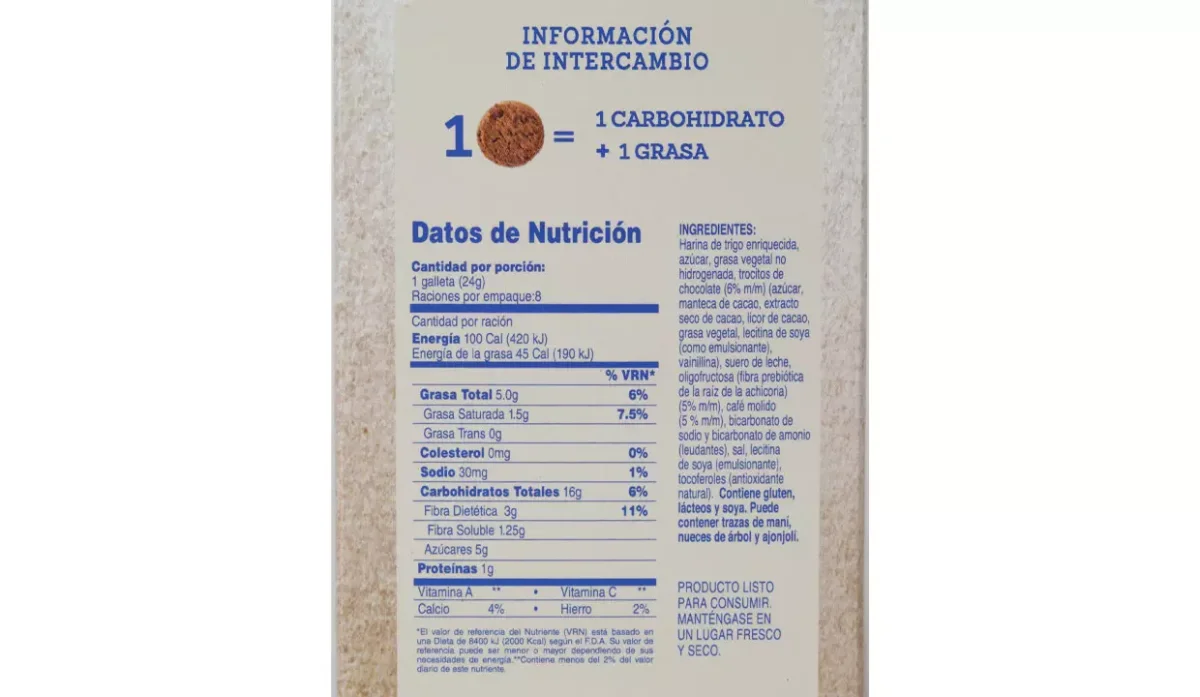 INFORMACIÓN
DE INTERCAMBIO
1 = 1 CARBOHIDRATO
+ 1 GRASA
Datos de Nutrición
Cantidad por porción:
1 galleta (24g)
Raciones por empaque:8
Cantidad por ración
Energía 100 Cal (420 kJ)
Energía de la grasa 45 Cal (190 kJ)
% VRN*
Grasa Total 5.0g 6%
Grasa Saturada 1.5g 7.5%
Grasa Trans 0g
Colesterol 0mg 0%
Sodio 30mg 1%
Carbohidratos Totales 16g 6%
Fibra Dietética 3g 11%
Fibra Soluble 1.25g
Azúcares 5g
Proteínas 1g
Vitamina A ** • Vitamina C **
Calcio 4% • Hierro 2%
*El valor de referencia del Nutriente (VRN) está basado en
una Dieta de 8400 kJ (2000 Kcal) según el F.D.A. Su valor de
referencia puede ser menor o mayor dependiendo de sus
necesidades de energía.**Contiene menos del 2% del valor
diario de este nutriente.
INGREDIENTES:
Harina de trigo enriquecida,
azúcar, grasa vegetal no
hidrogenada, trocitos de
chocolate (6% m/m) (azúcar,
manteca de cacao, extracto
seco de cacao, licor de cacao,
grasa vegetal, lecitina de soya
(como emulsionante),
vainillina), suero de leche,
oligofructosa (fibra prebiótica
de la raíz de la achicoria)
(5% m/m), café molido
(5 % m/m), bicarbonato de
sodio y bicarbonato de amonio
(leudantes), sal, lecitina
de soya (emulsionante),
tocoferoles (antioxidante
natural). Contiene gluten,
lácteos y soya. Puede
contener trazas de maní,
nueces de árbol y ajonjolí.
PRODUCTO LISTO
PARA CONSUMIR.
MANTÉNGASE EN
UN LUGAR FRESCO
Y SECO.